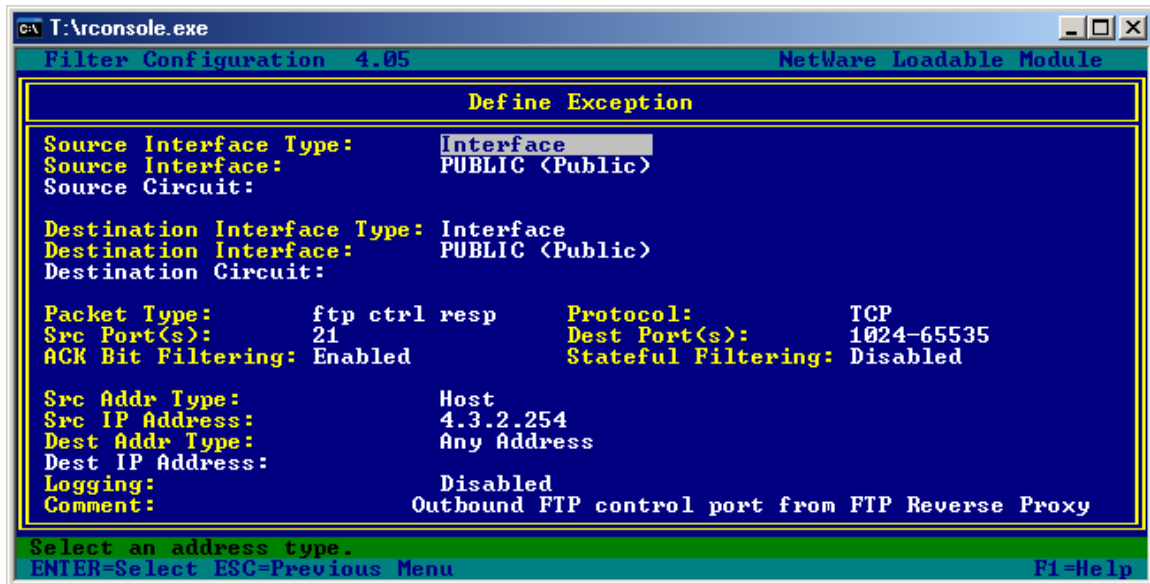 T:\rconsole.exe
Filter Configuration 4.05 NetWare Loadable Module
Define Exception
Source Interface Type: Interface
Source Interface: PUBLIC (Public)
Source Circuit:
Destination Interface Type: Interface
Destination Interface: PUBLIC (Public)
Destination Circuit:
Packet Type: ftp ctrl resp Protocol: TCP
Src Port(s): 21 Dest Port(s): 1024-65535
ACK Bit Filtering: Enabled Stateful Filtering: Disabled
Src Addr Type: Host
Src IP Address: 4.3.2.254
Dest Addr Type: Any Address
Dest IP Address:
Logging: Disabled
Comment: Outbound FTP control port from FTP Reverse Proxy
Select an address type.
ENTER=Select ESC=Previous Menu F1=Help